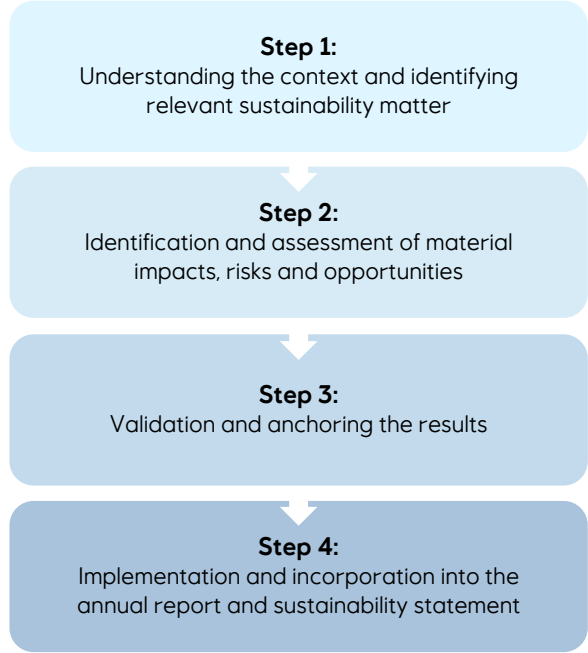 Step 1:
Understanding the context and identifying
relevant sustainability matter
Step 2:
Identification and assessment of material
impacts, risks and opportunities
Step 3:
Validation and anchoring the results
Step 4:
Implementation and incorporation into the
annual report and sustainability statement